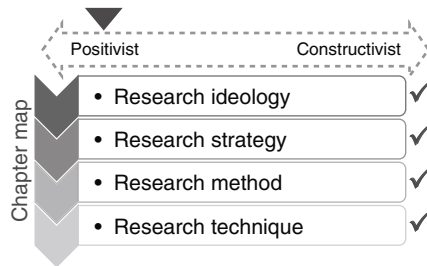 Positivist Constructivist
Chapter map
• Research ideology
• Research strategy
• Research method
• Research technique